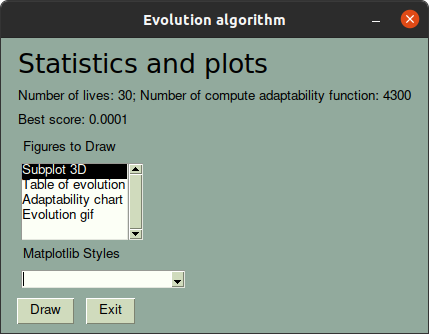 Evolution algorithm
Statistics and plots
Number of lives: 30; Number of compute adaptability function: 4300
Best score: 0.0001
Figures to Draw
Subplot 3D
Table of evolution
Adaptability chart
Evolution gif
Matplotlib Styles
Draw Exit